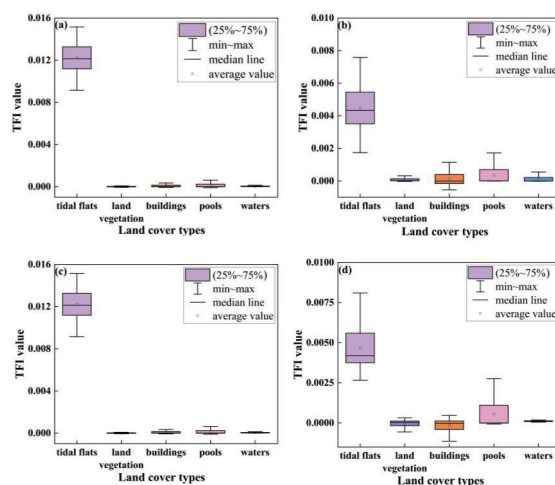 (a)
(25%~75%)
min~max
median line
average value
0.016
0.012
0.008
0.004
0.000
TFI value
tidal flats land vegetation buildings pools waters
Land cover types
(b)
(25%~75%)
min~max
median line
average value
0.010
0.008
0.006
0.004
0.002
0.000
TFI value
tidal flats land vegetation buildings pools waters
Land cover types
(c)
(25%~75%)
min~max
median line
average value
0.016
0.012
0.008
0.004
0.000
TFI value
tidal flats land vegetation buildings pools waters
Land cover types
(d)
(25%~75%)
min~max
median line
average value
0.0100
0.0075
0.0050
0.0025
0.0000
TFI value
tidal flats land vegetation buildings pools waters
Land cover types